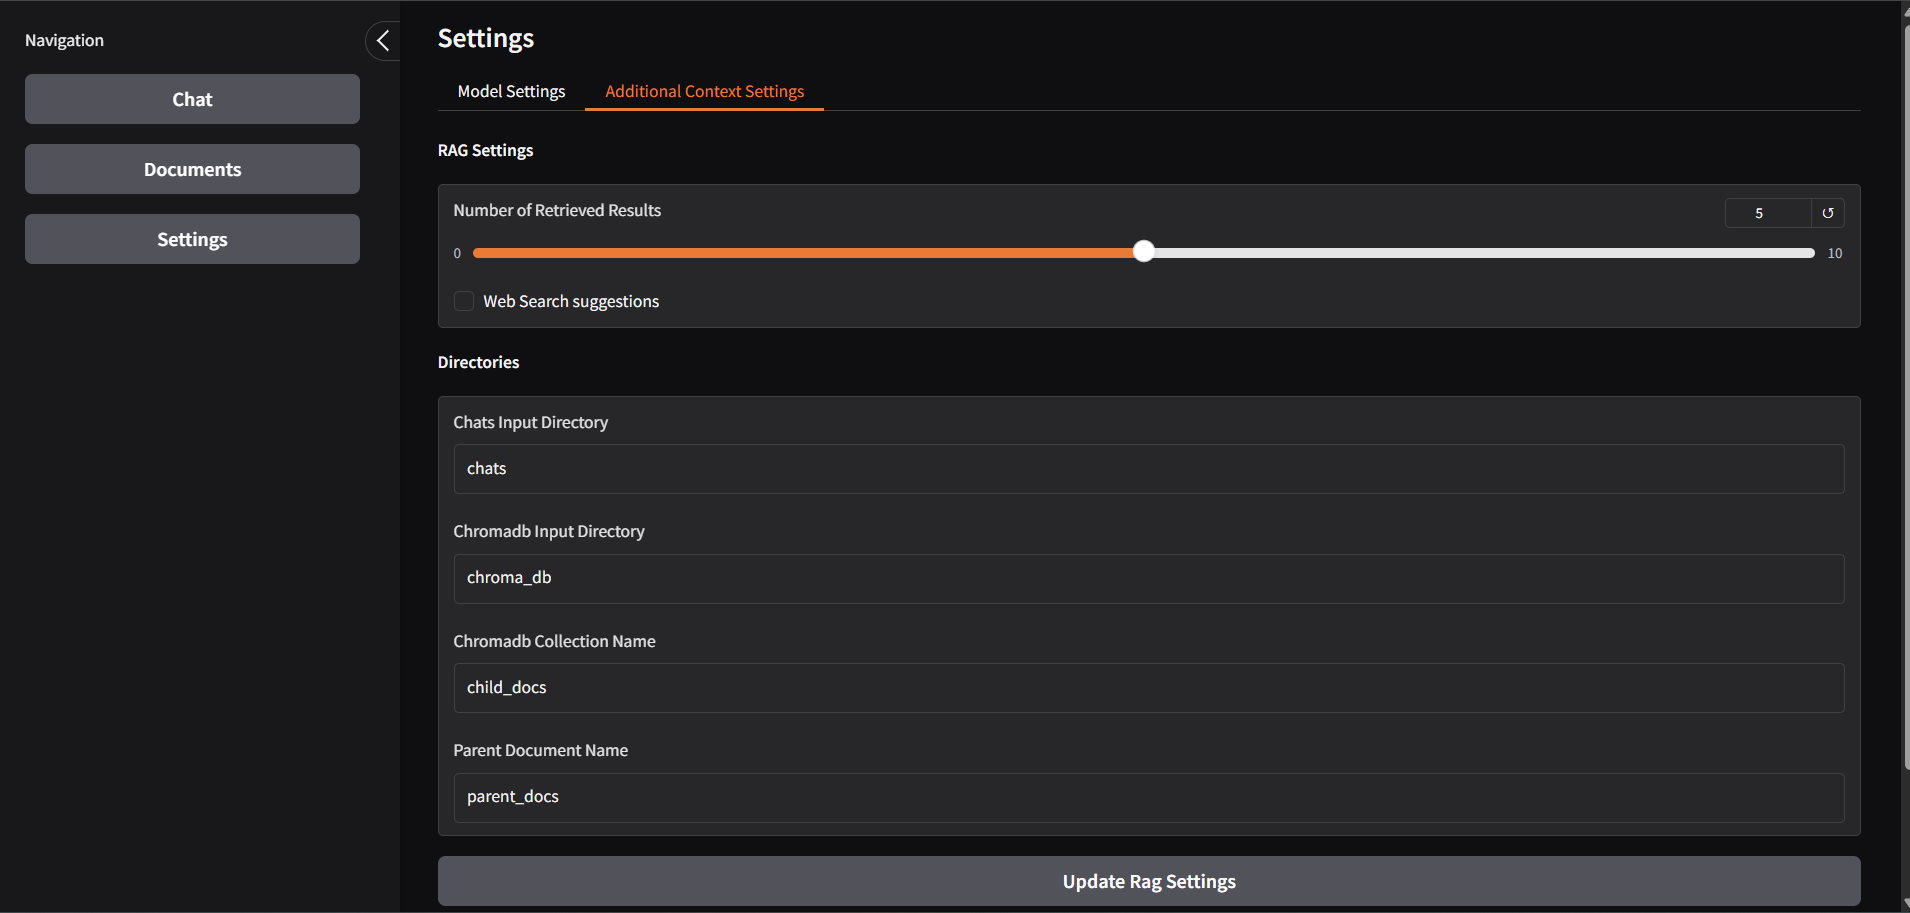 Navigation
Chat
Documents
Settings
Settings
Model Settings
Additional Context Settings
RAG Settings
Number of Retrieved Results
5
0
10
Web Search suggestions
Directories
Chats Input Directory
chats
Chromadb Input Directory
chroma_db
Chromadb Collection Name
child_docs
Parent Document Name
parent_docs
Update Rag Settings